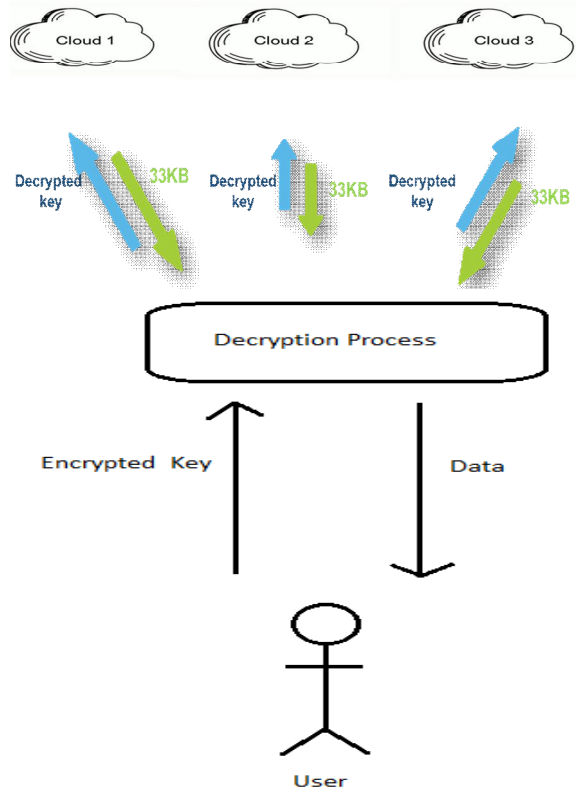 Cloud 1
Cloud 2
Cloud 3
Decrypted
key
33KB
Decrypted
key
33KB
Decrypted
key
33KB
Decryption Process
Encrypted Key
Data
User